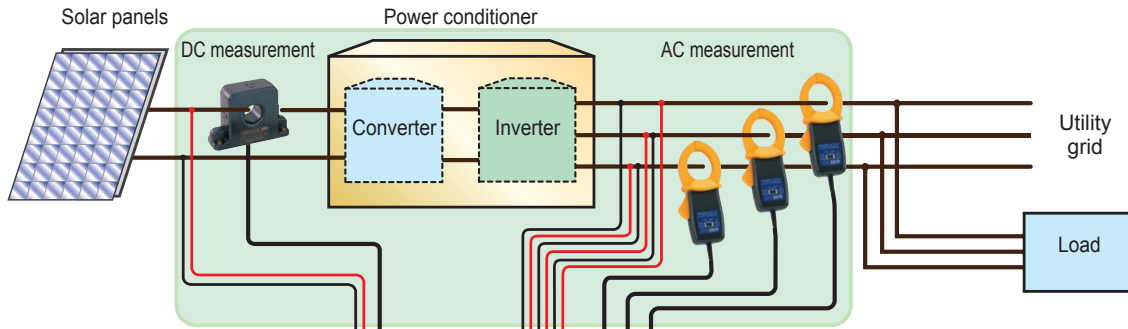 Solar panels
Power conditioner
DC measurement
AC measurement
Converter
Inverter
Utility
grid
Load